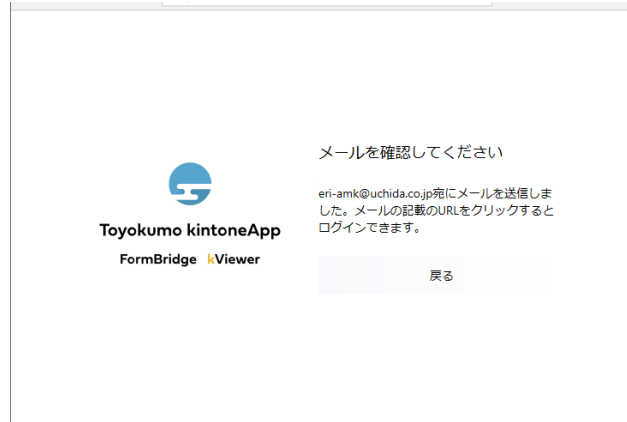 メールを確認してください
eri-amk@uchida.co.jp宛にメールを送信しま
した。メールの記載のURLをクリックすると
ログインできます。
戻る
Toyokumo kintoneApp
FormBridge kViewer